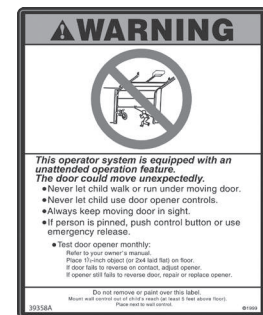 WARNING
This operator system is equipped with an
unattended operation feature.
The door could move unexpectedly.
• Never let child walk or run under moving door.
• Never let child use door opener controls.
• Always keep moving door in sight.
• If person is pinned, push control button or use
emergency release.
• Test door opener monthly:
Refer to your owner's manual.
Place 1½-inch object (or 2x4 laid flat) on floor.
If door fails to reverse on contact, adjust opener.
If opener still fails to reverse door, repair or replace opener.
Do not remove or paint over this label.
Mount wall control out of child's reach (at least 5 feet above floor).
Place next to wall control.
39358A